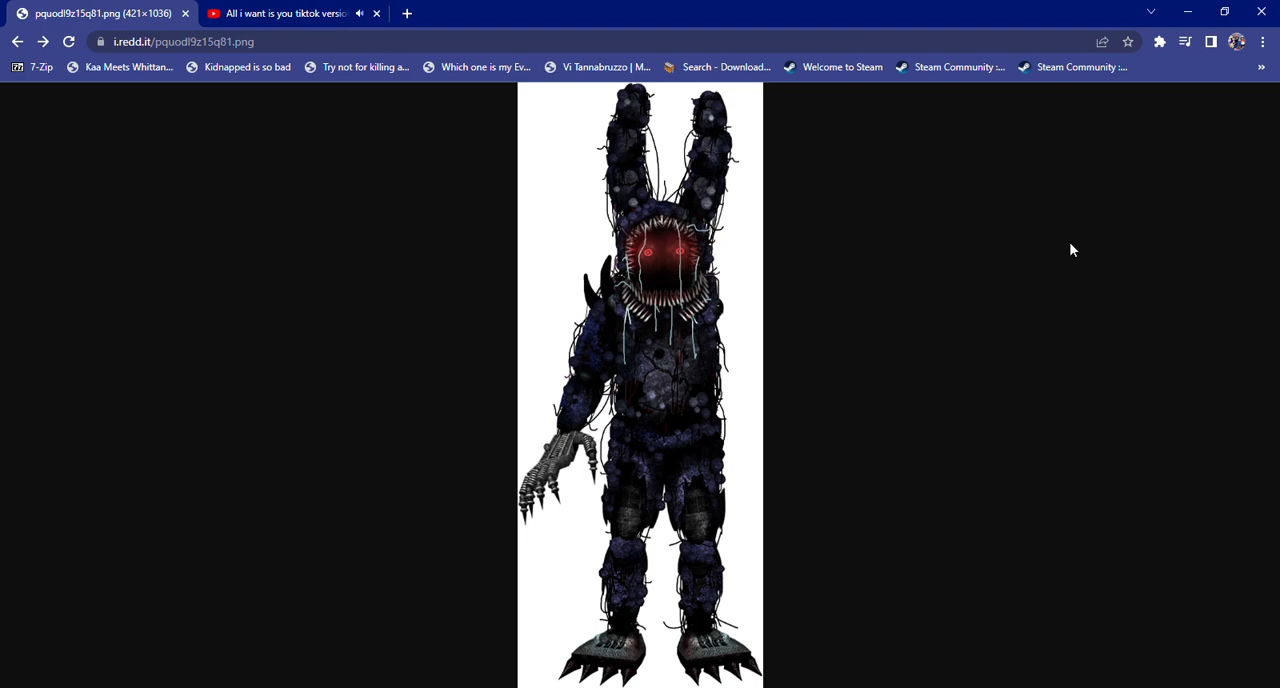 pquodl9z15q81.png (421×1036)
All i want is you tiktok versio
i.redd.it/pquodl9z15q81.png
7z
7-Zip
Kaa Meets Whittan...
Kidnapped is so bad
Try not for killing a...
Which one is my Ev...
Vi Tannabruzzo | M...
Search - Download...
Welcome to Steam
Steam Community :...
Steam Community :...